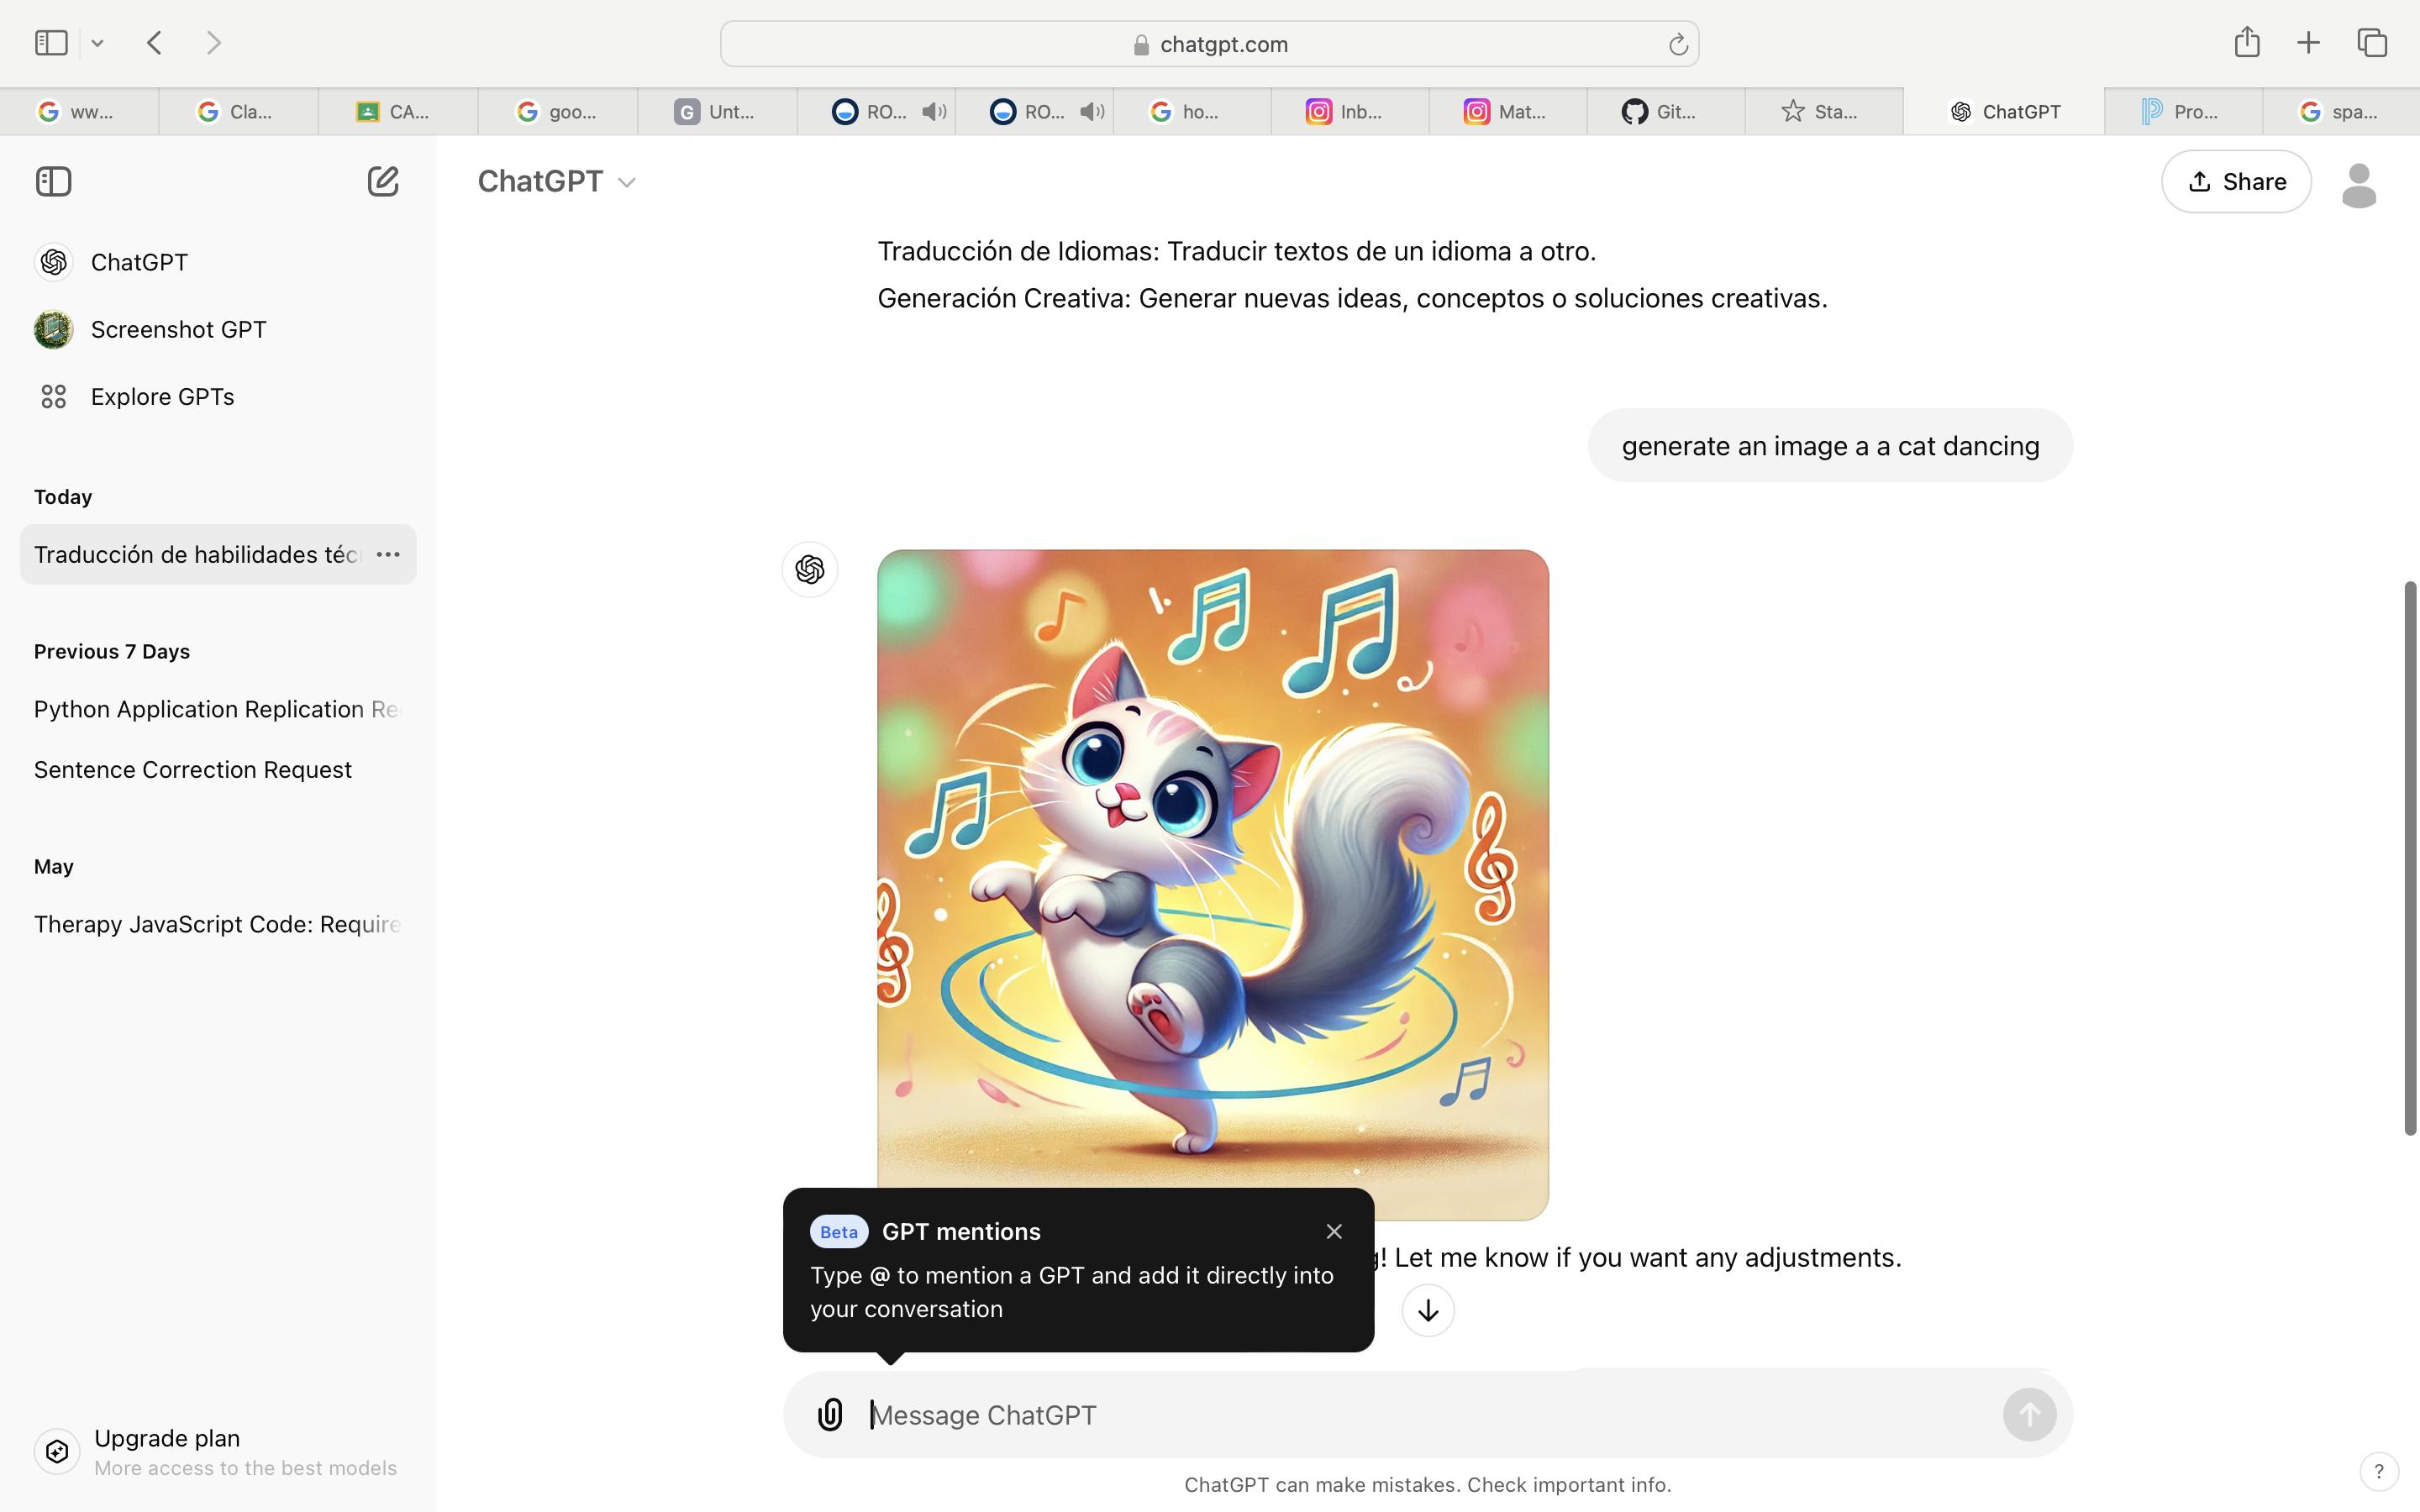 chatgpt.com
ww...
Cla...
CA...
goo...
Unt...
RO...
RO...
ho...
Inb...
Mat...
Git...
Sta...
ChatGPT
Pro...
spa...
ChatGPT
Share
ChatGPT
Screenshot GPT
Explore GPTs
Today
Traducción de habilidades téc
Previous 7 Days
Python Application Replication Re
Sentence Correction Request
May
Therapy JavaScript Code: Require
Upgrade plan
More access to the best models
Traducción de Idiomas: Traducir textos de un idioma a otro.
Generación Creativa: Generar nuevas ideas, conceptos o soluciones creativas.
generate an image a a cat dancing
Beta GPT mentions
Type @ to mention a GPT and add it directly into
your conversation
! Let me know if you want any adjustments.
Message ChatGPT
ChatGPT can make mistakes. Check important info.
?